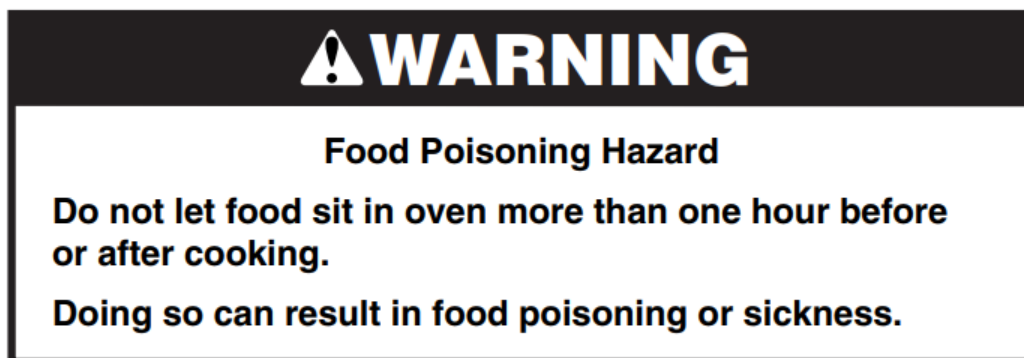 WARNING
Food Poisoning Hazard
Do not let food sit in oven more than one hour before
or after cooking.
Doing so can result in food poisoning or sickness.